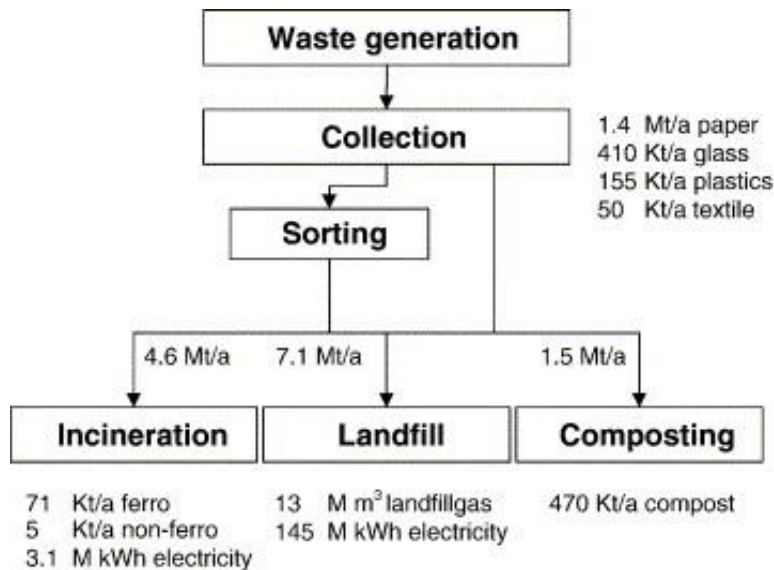 Waste generation
Collection
1.4 Mt/a paper
410 Kt/a glass
155 Kt/a plastics
50 Kt/a textile
Sorting
4.6 Mt/a
7.1 Mt/a
1.5 Mt/a
Incineration
Landfill
Composting
71 Kt/a ferro
5 Kt/a non-ferro
3.1 M kWh electricity
13 M m³ landfillgas
145 M kWh electricity
470 Kt/a compost